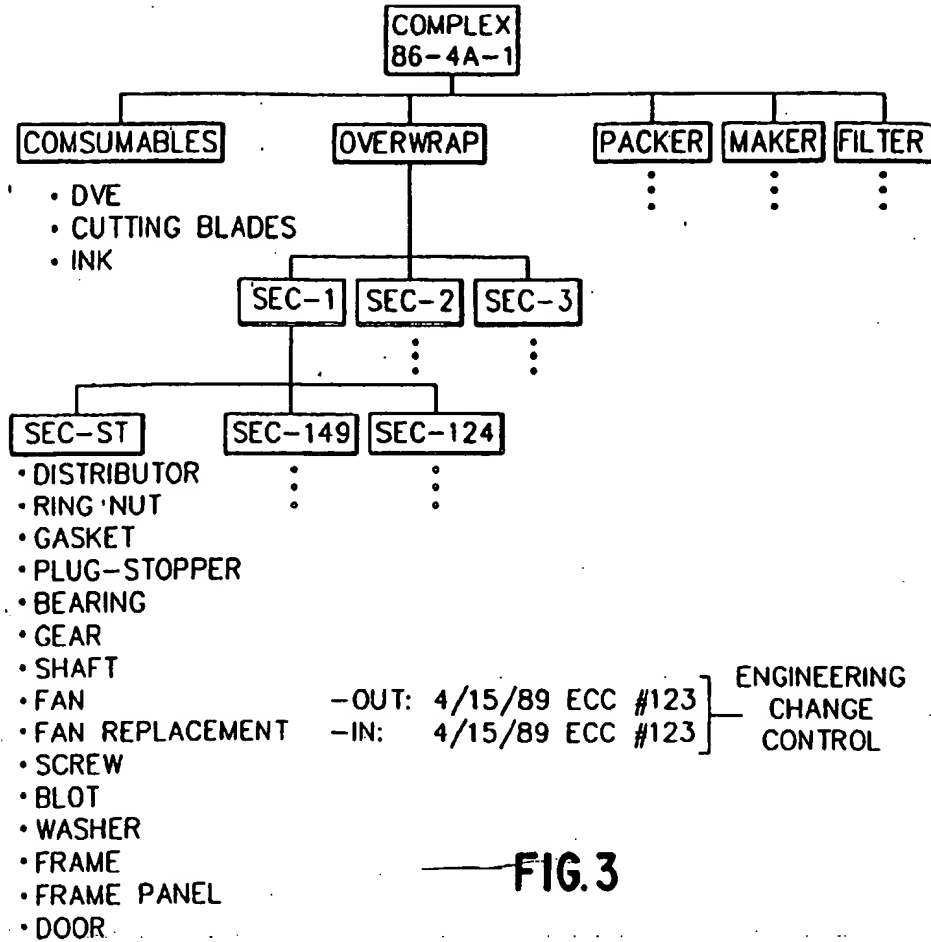 COMPLEX
86-4A-1
COMSUMABLES OVERWRAP PACKER MAKER FILTER
• DVE
• CUTTING BLADES
• INK
SEC-1 SEC-2 SEC-3
SEC-ST SEC-149 SEC-124
• DISTRIBUTOR
• RING NUT
• GASKET
• PLUG-STOPPER
• BEARING
• GEAR
• SHAFT
• FAN -OUT: 4/15/89 ECC #123
• FAN REPLACEMENT -IN: 4/15/89 ECC #123
ENGINEERING
CHANGE
CONTROL
• SCREW
• BLOT
• WASHER
• FRAME
• FRAME PANEL
• DOOR
FIG.3